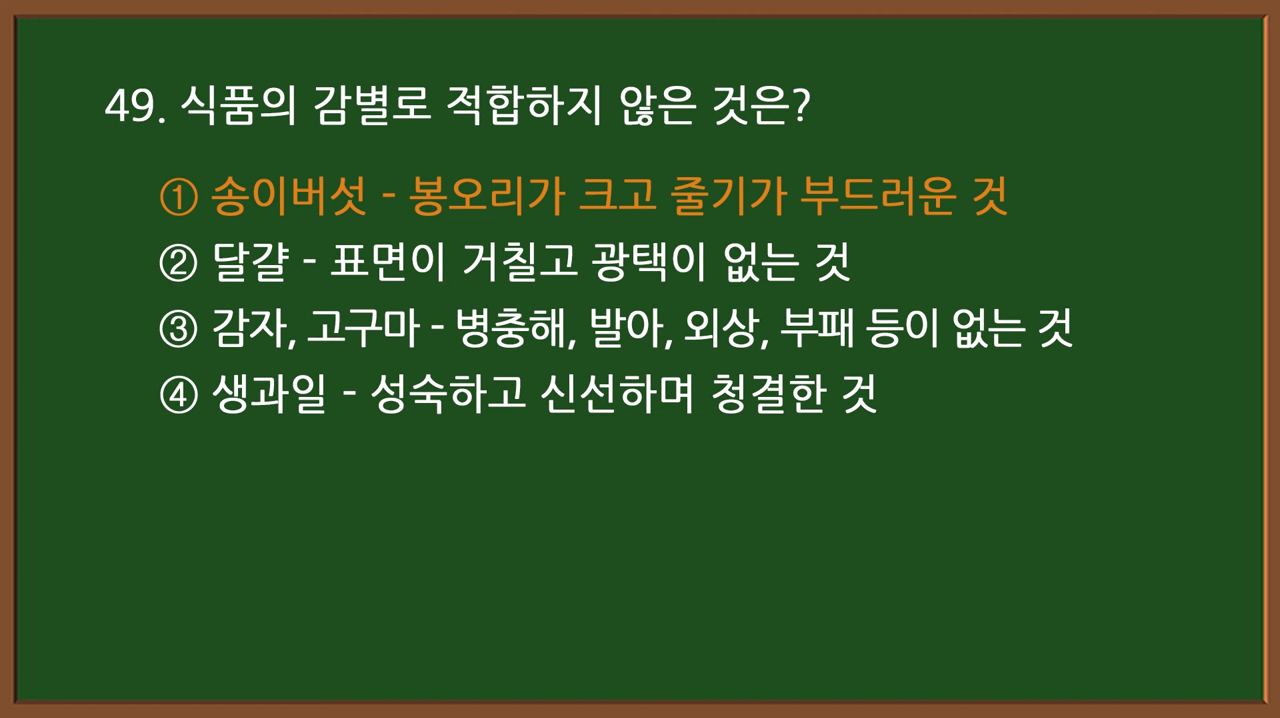 49. 식품의 감별로 적합하지 않은 것은?
① 송이버섯 - 봉오리가 크고 줄기가 부드러운 것
② 달걀 - 표면이 거칠고 광택이 없는 것
③ 감자, 고구마 - 병충해, 발아, 외상, 부패 등이 없는 것
④ 생과일 - 성숙하고 신선하며 청결한 것